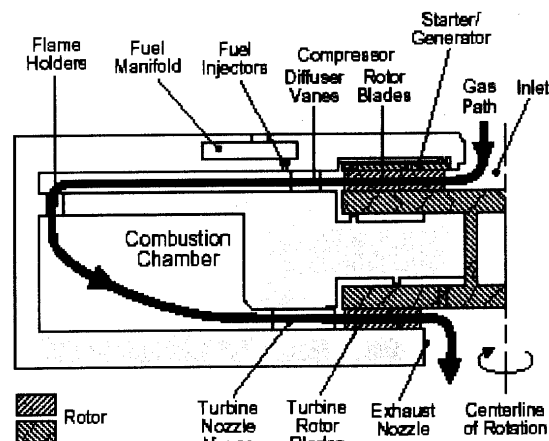 Starter/
Generator
Flame
Holders
Fuel
Manifold
Fuel
Injectors
Compressor
Diffuser
Vanes
Rotor
Blades
Gas
Path
Inlet
Combustion
Chamber
Rotor
Turbine
Nozzle
Turbine
Rotor
Exhaust
Nozzle
Centerline
of Rotation